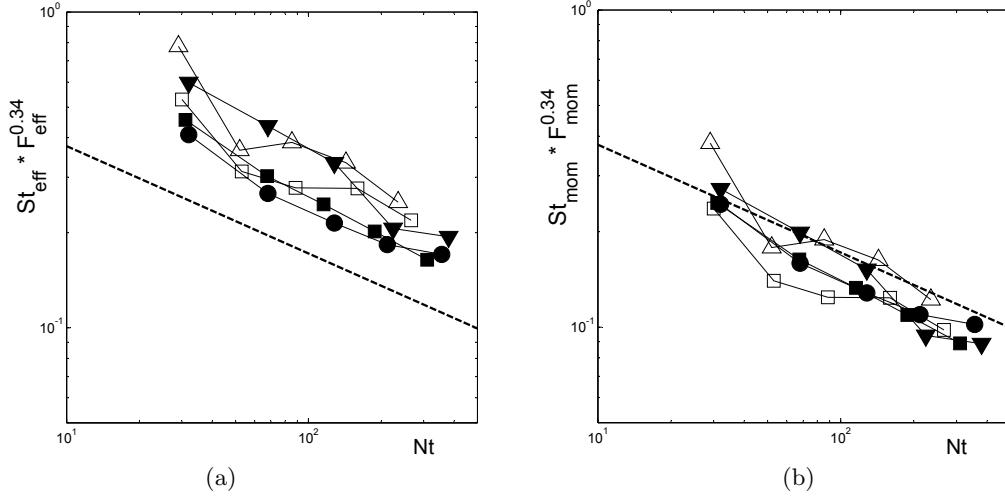 10^0
10^-1
St_eff * F_eff^0.34
10^1
10^2
Nt
(a)
10^0
10^-1
St_mom * F_mom^0.34
10^1
10^2
Nt
(b)